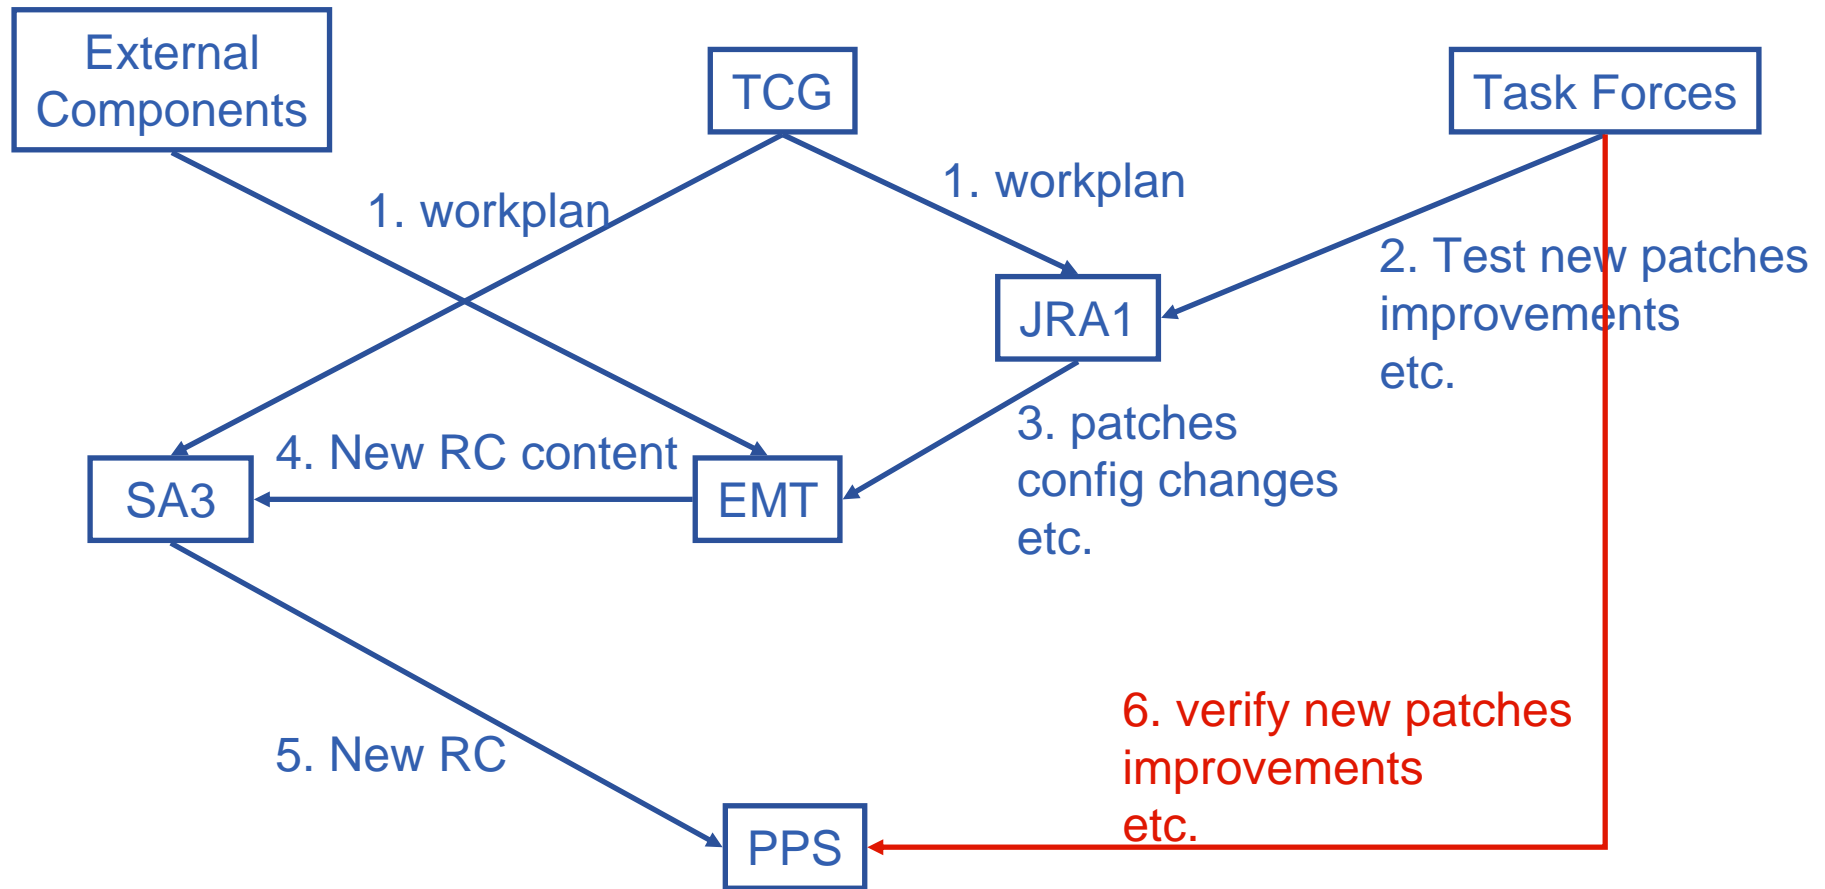 External
Components
TCG
Task Forces
1. workplan
1. workplan
2. Test new patches
improvements
etc.
JRA1
3. patches
config changes
etc.
4. New RC content
SA3
EMT
5. New RC
6. verify new patches
improvements
etc.
PPS